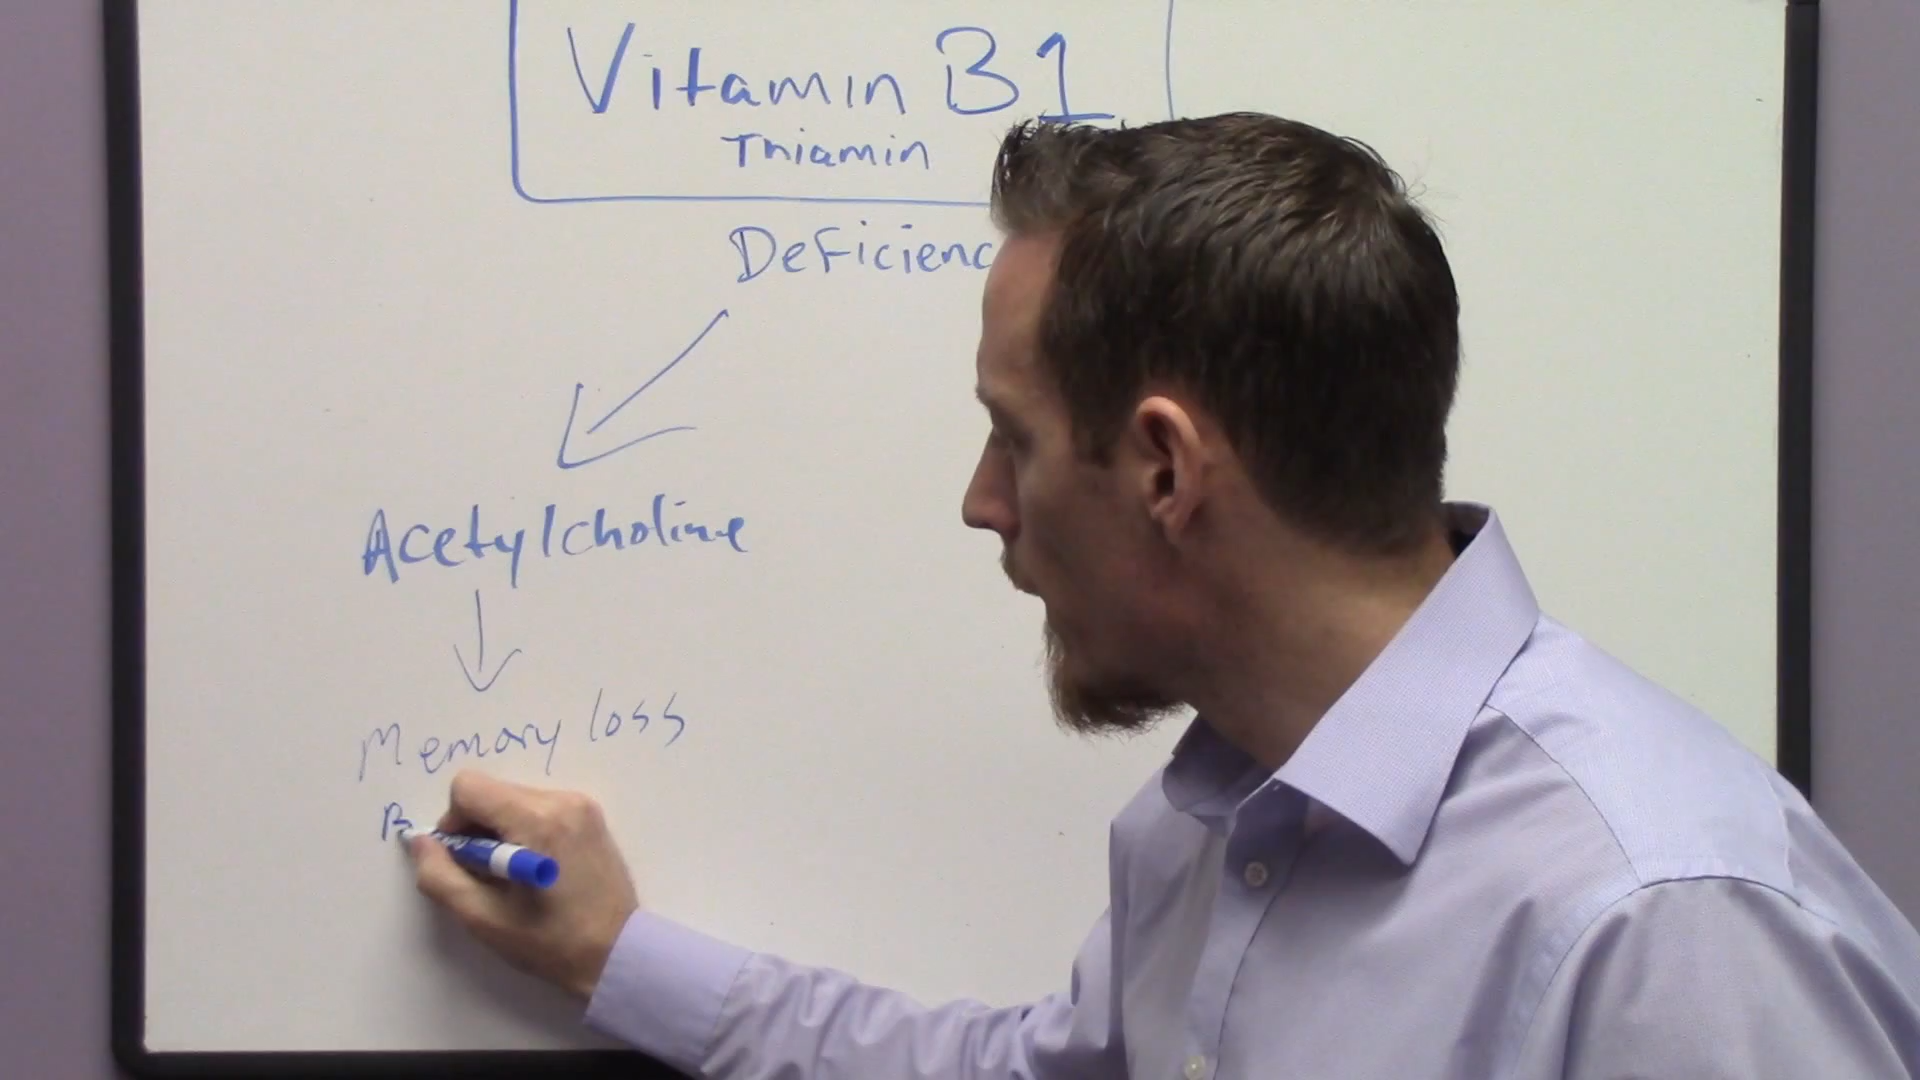 Vitamin B1
Thiamin
Deficienc
Acetylcholine
Memory loss
B